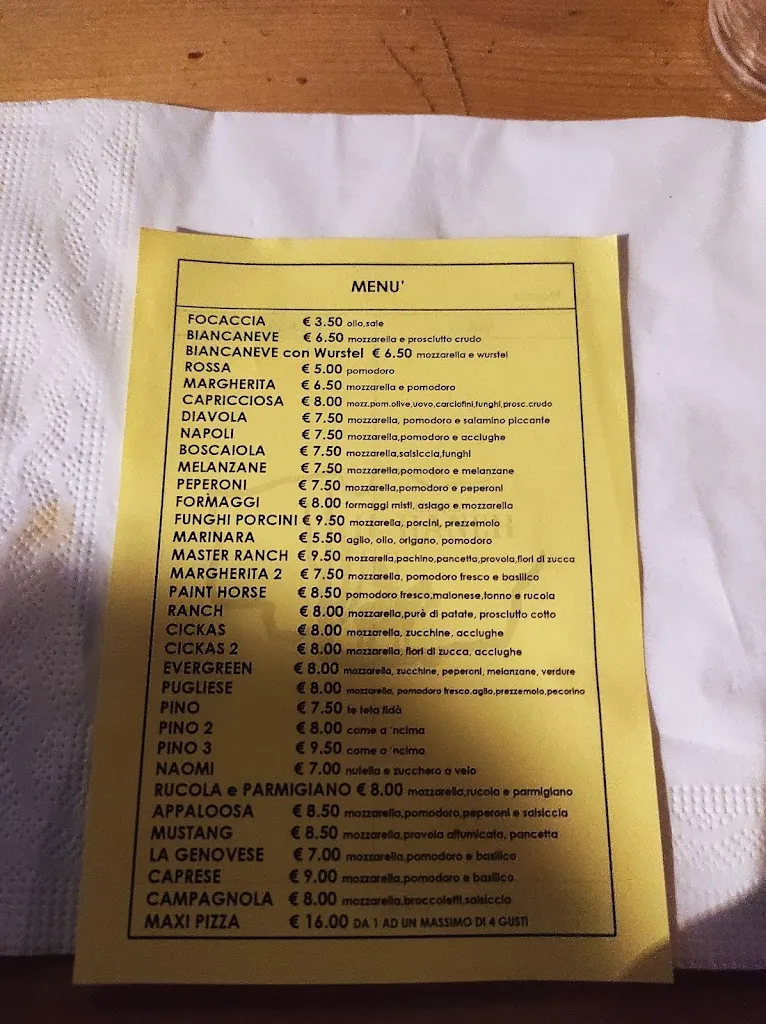 MENU'
FOCACCIA € 3.50 olio,sale
BIANCANEVE € 6.50 mozzarella e prosciutto crudo
BIANCANEVE con Wurstel € 6.50 mozzarella e wurstel
ROSSA € 5.00 pomodoro
MARGHERITA € 6.50 mozzarella e pomodoro
CAPRICCIOSA € 8.00 mozz.pom.olive,uovo,carciofini,funghi,prosc.crudo
DIAVOLA € 7.50 mozzarella, pomodoro e salamino piccante
NAPOLI € 7.50 mozzarella,pomodoro e acciughe
BOSCAIOLA € 7.50 mozzarella,salsiccia,funghi
MELANZANE € 7.50 mozzarella,pomodoro e melanzane
PEPERONI € 7.50 mozzarella,pomodoro e peperoni
FORMAGGI € 8.00 formaggi misti, asiago e mozzarella
FUNGHI PORCINI € 9.50 mozzarella, porcini, prezzemolo
MARINARA € 5.50 aglio, olio, origano, pomodoro
MASTER RANCH € 9.50 mozzarella,pachino,pancetta,provola,fiori di zucca
MARGHERITA 2 € 7.50 mozzarella, pomodoro fresco e basilico
PAINT HORSE € 8.50 pomodoro fresco,maionese,tonno e rucola
RANCH € 8.00 mozzarella,purè di patate, prosciutto cotto
CICKAS € 8.00 mozzarella, zucchine, acciughe
CICKAS 2 € 8.00 mozzarella, fiori di zucca, acciughe
EVERGREEN € 8.00 mozzarella, zucchine, peperoni, melanzane, verdure
PUGLIESE € 8.00 mozzarella, pomodoro fresco,aglio,prezzemolo,pecorino
PINO € 7.50 te teta fidà
PINO 2 € 8.00 come a 'ncima
PINO 3 € 9.50 come a 'ncima
NAOMI € 7.00 nutella e zucchero a velo
RUCOLA e PARMIGIANO € 8.00 mozzarella,rucola e parmigiano
APPALOOSA € 8.50 mozzarella,pomodoro,peperoni e salsiccia
MUSTANG € 8.50 mozzarella,provola affumicata, pancetta
LA GENOVESE € 7.00 mozzarella,pomodoro e basilico
CAPRESE € 9.00 mozzarella,pomodoro e basilico
CAMPAGNOLA € 8.00 mozzarella,broccoletti,salsiccia
MAXI PIZZA € 16.00 DA 1 AD UN MASSIMO DI 4 GUSTI